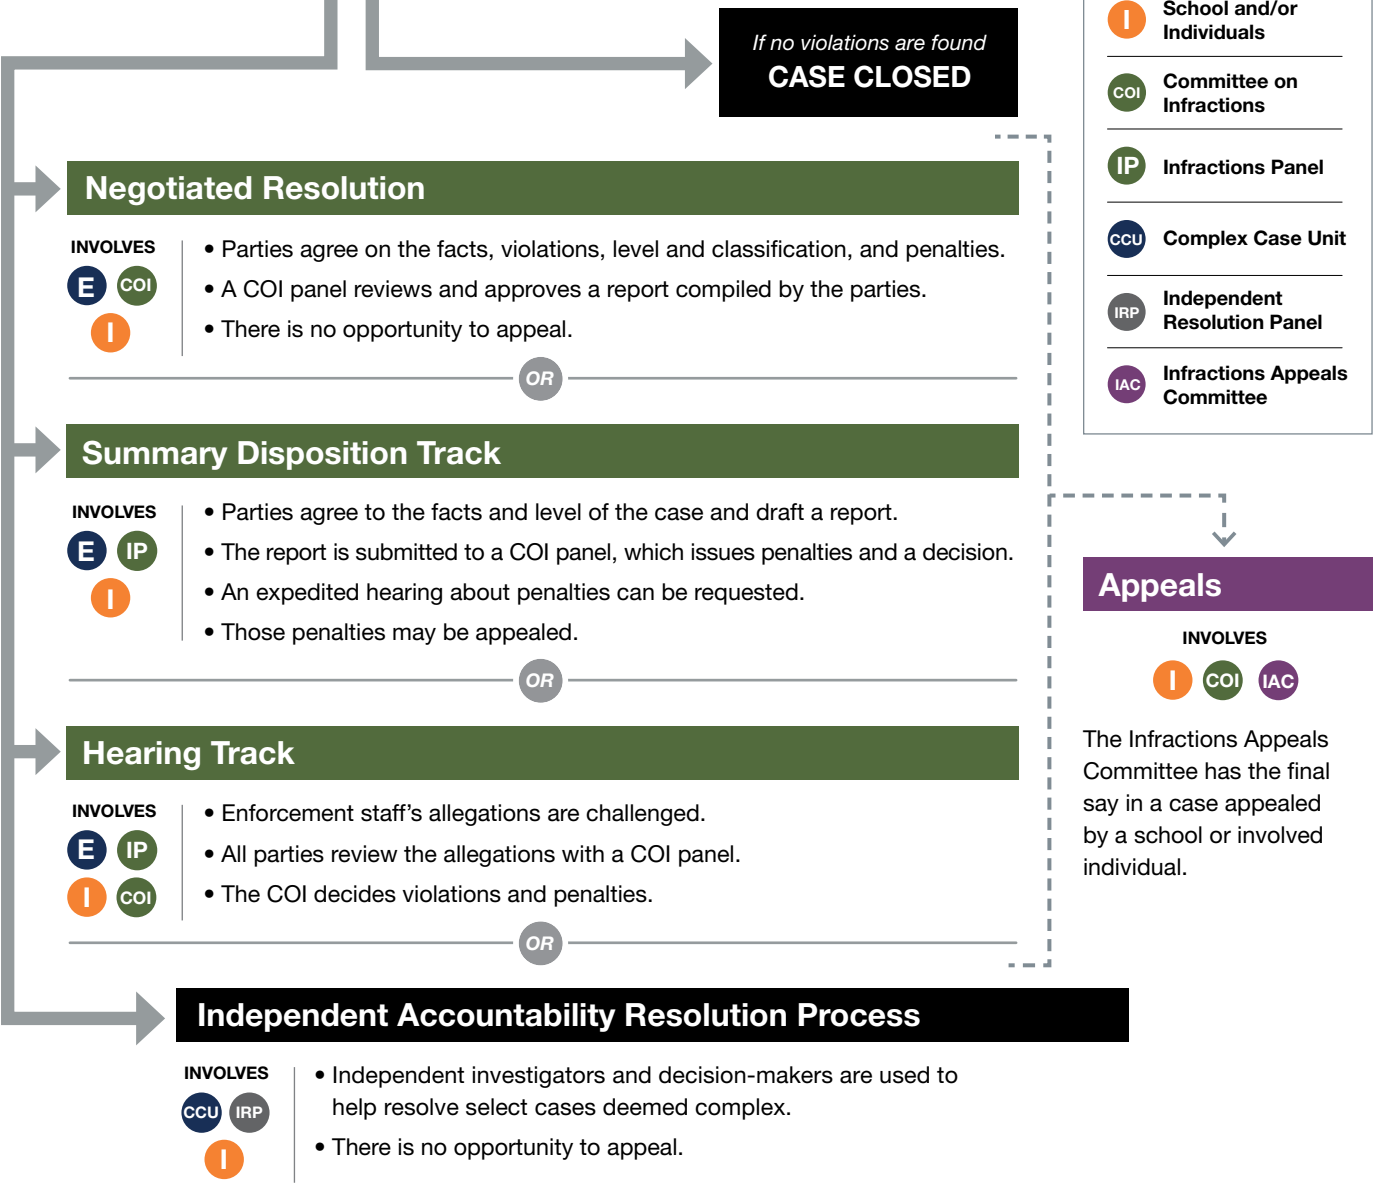 If no violations are found
CASE CLOSED
I School and/or
Individuals
COI Committee on
Infractions
IP Infractions Panel
CCU Complex Case Unit
IRP Independent
Resolution Panel
IAC Infractions Appeals
Committee
Negotiated Resolution
INVOLVES
E COI
I
• Parties agree on the facts, violations, level and classification, and penalties.
• A COI panel reviews and approves a report compiled by the parties.
• There is no opportunity to appeal.
OR
Summary Disposition Track
INVOLVES
E IP
I
• Parties agree to the facts and level of the case and draft a report.
• The report is submitted to a COI panel, which issues penalties and a decision.
• An expedited hearing about penalties can be requested.
• Those penalties may be appealed.
OR
Hearing Track
INVOLVES
E IP
I COI
• Enforcement staff’s allegations are challenged.
• All parties review the allegations with a COI panel.
• The COI decides violations and penalties.
OR
Appeals
INVOLVES
I COI IAC
The Infractions Appeals
Committee has the final
say in a case appealed
by a school or involved
individual.
Independent Accountability Resolution Process
INVOLVES
CCU IRP
I
• Independent investigators and decision-makers are used to
help resolve select cases deemed complex.
• There is no opportunity to appeal.